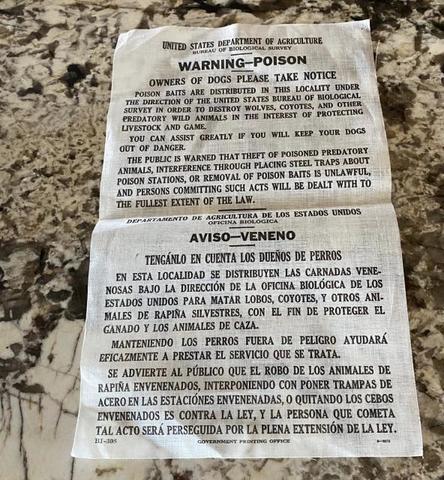 UNITED STATES DEPARTMENT OF AGRICULTURE
BUREAU OF BIOLOGICAL SURVEY
WARNING—POISON
OWNERS OF DOGS PLEASE TAKE NOTICE
POISON BAITS ARE DISTRIBUTED IN THIS LOCALITY UNDER
THE DIRECTION OF THE UNITED STATES BUREAU OF BIOLOGICAL
SURVEY IN ORDER TO DESTROY WOLVES, COYOTES, AND OTHER
PREDATORY WILD ANIMALS IN THE INTEREST OF PROTECTING
LIVESTOCK AND GAME.
YOU CAN ASSIST GREATLY IF YOU WILL KEEP YOUR DOGS
OUT OF DANGER.
THE PUBLIC IS WARNED THAT THEFT OF POISONED PREDATORY
ANIMALS, INTERFERENCE THROUGH PLACING STEEL TRAPS ABOUT
POISON STATIONS, OR REMOVAL OF POISON BAITS IS UNLAWFUL,
AND PERSONS COMMITTING SUCH ACTS WILL BE DEALT WITH TO
THE FULLEST EXTENT OF THE LAW.
DEPARTAMENTO DE AGRICULTURA DE LOS ESTADOS UNIDOS
OFICINA BIOLÓGICA
AVISO—VENENO
TENGÁNLO EN CUENTA LOS DUEÑOS DE PERROS
EN ESTA LOCALIDAD SE DISTRIBUYEN LAS CARNADAS VENE-
NOSAS BAJO LA DIRECCIÓN DE LA OFICINA BIOLÓGICA DE LOS
ESTADOS UNIDOS PARA MATAR LOBOS, COYOTES, Y OTROS ANI-
MALES DE RAPIÑA SILVESTRES, CON EL FIN DE PROTEGER EL
GANADO Y LOS ANIMALES DE CAZA.
MANTENIENDO LOS PERROS FUERA DE PELIGRO AYUDARÁ
EFICAZMENTE A PRESTAR EL SERVICIO QUE SE TRATA.
SE ADVIERTE AL PÚBLICO QUE EL ROBO DE LOS ANIMALES DE
RAPIÑA ENVENENADOS, INTERPONIENDO CON PONER TRAMPAS DE
ACERO EN LAS ESTACIÓNES ENVENENADAS, O QUITANDO LOS CEBOS
ENVENENADOS ES CONTRA LA LEY, Y LA PERSONA QUE COMETA
TAL ACTO SERÁ PERSEGUIDA POR LA PLENA EXTENSIÓN DE LA LEY.
GOVERNMENT PRINTING OFFICE